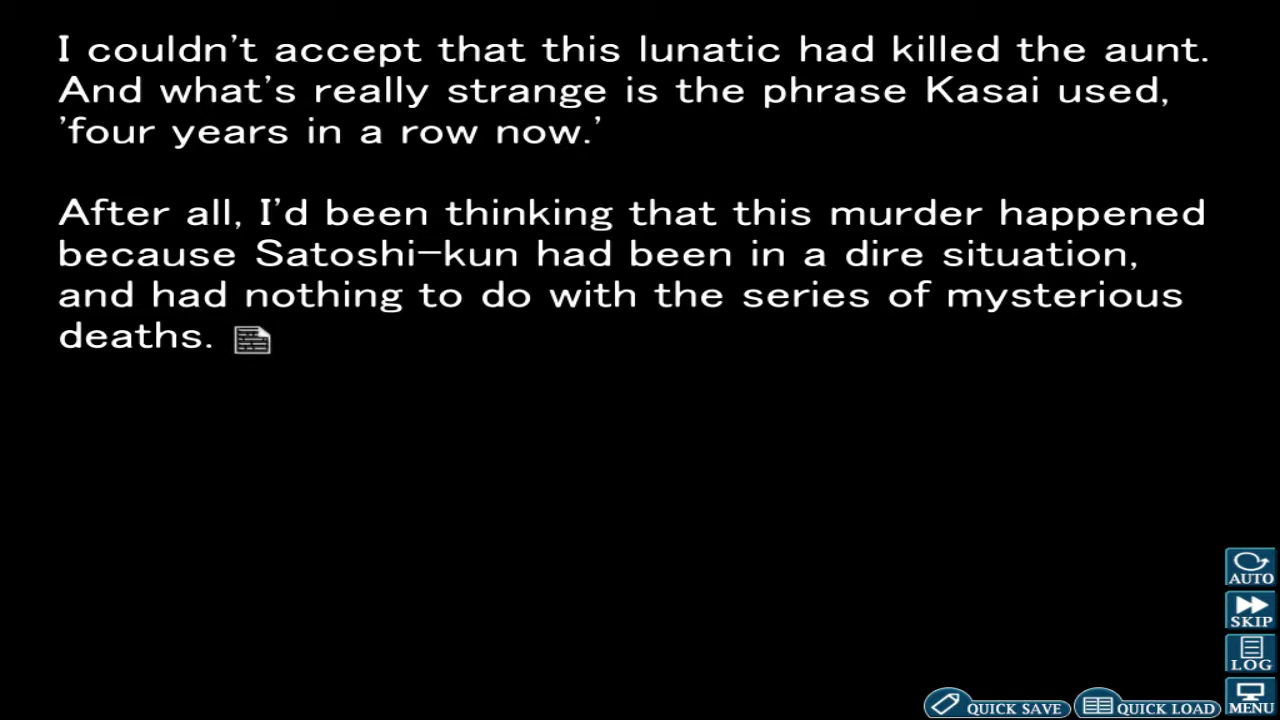 I couldn't accept that this lunatic had killed the aunt.
And what's really strange is the phrase Kasai used,
'four years in a row now.'
After all, I'd been thinking that this murder happened
because Satoshi-kun had been in a dire situation,
and had nothing to do with the series of mysterious
deaths.
AUTO
SKIP
LOG
QUICK SAVE
QUICK LOAD
MENU